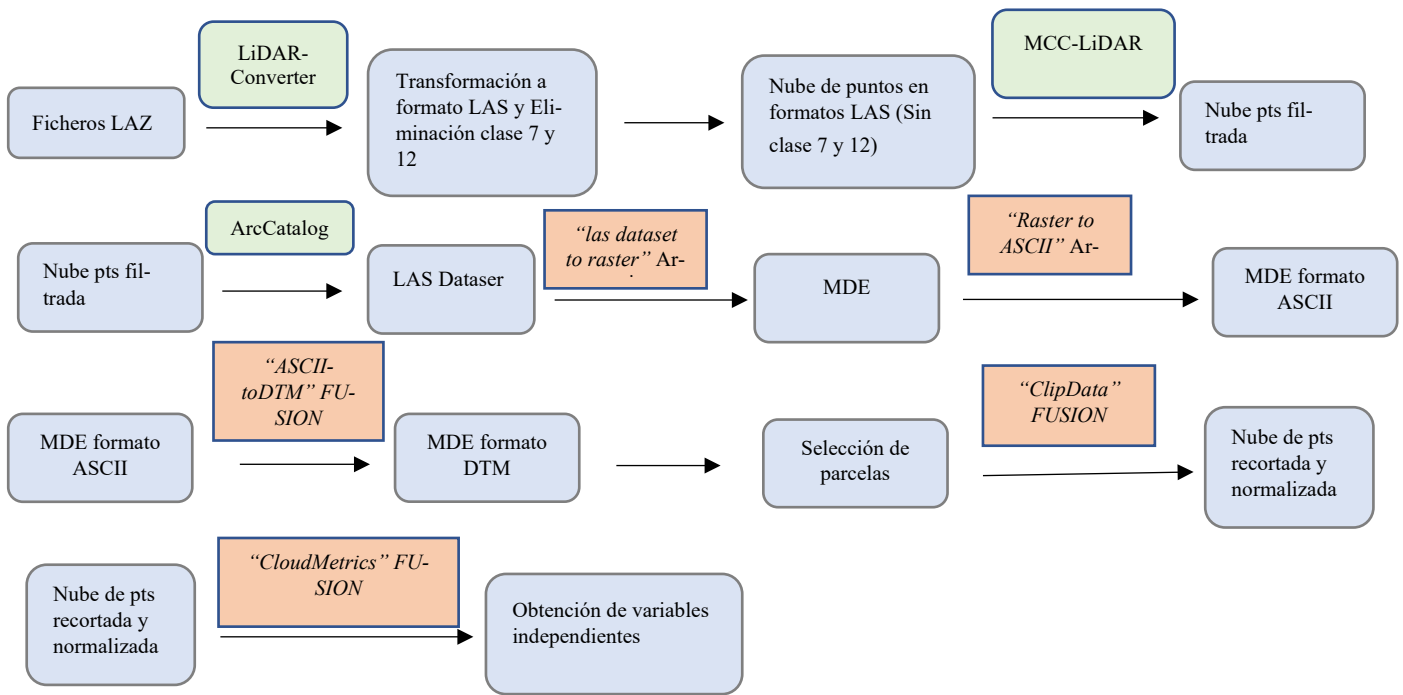 LiDAR-
Converter
MCC-LiDAR
Ficheros LAZ
Transformación a
formato LAS y Eli-
minación clase 7 y
12
Nube de puntos en
formatos LAS (Sin
clase 7 y 12)
Nube pts fil-
trada
ArcCatalog
“las dataset
to raster” Ar-
“Raster to
ASCII” Ar-
Nube pts fil-
trada
LAS Dataser
MDE
MDE formato
ASCII
“ASCII-
toDTM” FU-
SION
“ClipData”
FUSION
MDE formato
ASCII
MDE formato
DTM
Selección de
parcelas
Nube de pts
recortada y
normalizada
“CloudMetrics” FU-
SION
Nube de pts
recortada y
normalizada
Obtención de variables
independientes